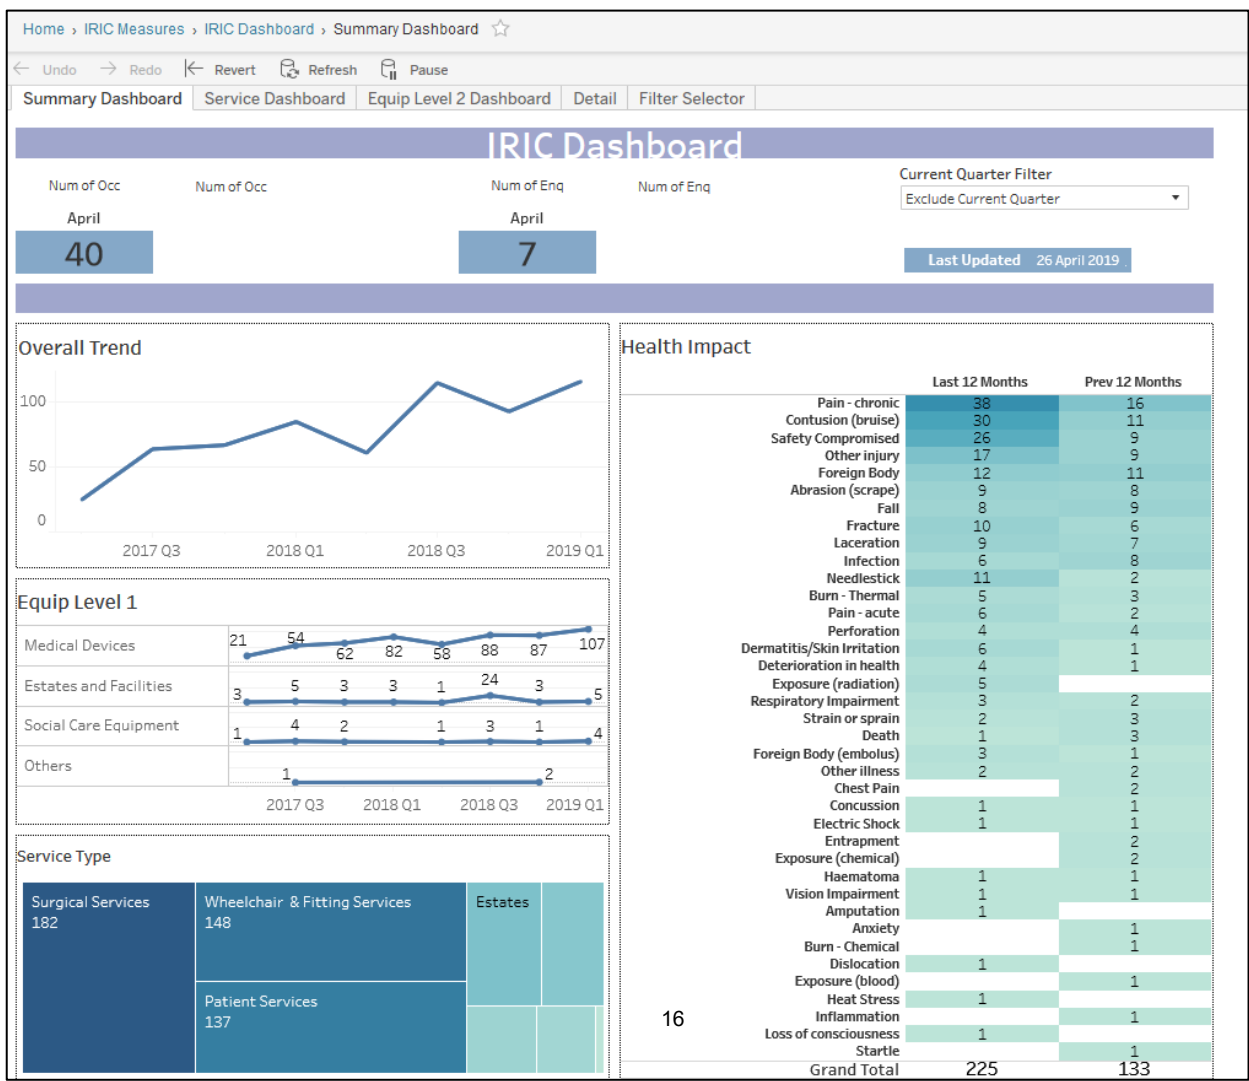 Home › IRIC Measures › IRIC Dashboard › Summary Dashboard
Undo Redo Revert Refresh Pause
Summary Dashboard Service Dashboard Equip Level 2 Dashboard Detail Filter Selector
IRIC Dashboard
Num of Occ Num of Occ Num of Enq Num of Enq
Current Quarter Filter
Exclude Current Quarter
April April
40 7
Last Updated 26 April 2019
Overall Trend
100
50
0
2017 Q3 2018 Q1 2018 Q3 2019 Q1
Equip Level 1
Medical Devices 21 54 62 82 58 88 87 107
Estates and Facilities 3 5 3 3 1 24 3 5
Social Care Equipment 1 4 2 1 3 1 4
Others 1 2
2017 Q3 2018 Q1 2018 Q3 2019 Q1
Service Type
Surgical Services
182
Wheelchair & Fitting Services
148
Patient Services
137
Estates
Health Impact
Last 12 Months Prev 12 Months
Pain - chronic 38 16
Contusion (bruise) 30 11
Safety Compromised 26 9
Other injury 17 9
Foreign Body 12 11
Abrasion (scrape) 9 8
Fall 8 9
Fracture 10 6
Laceration 9 7
Infection 6 8
Needlestick 11 2
Burn - Thermal 5 3
Pain - acute 6 2
Perforation 4 4
Dermatitis/Skin Irritation 6 1
Deterioration in health 4 1
Exposure (radiation) 5
Respiratory Impairment 3 2
Strain or sprain 2 3
Death 1 3
Foreign Body (embolus) 3 1
Other illness 2 2
Chest Pain 2
Concussion 1 1
Electric Shock 1 1
Entrapment 2
Exposure (chemical) 2
Haematoma 1 1
Vision Impairment 1 1
Amputation 1
Anxiety 1
Burn - Chemical 1
Dislocation 1
Exposure (blood) 1
Heat Stress 1
Inflammation 1
16
Loss of consciousness 1
Startle 1
Grand Total 225 133